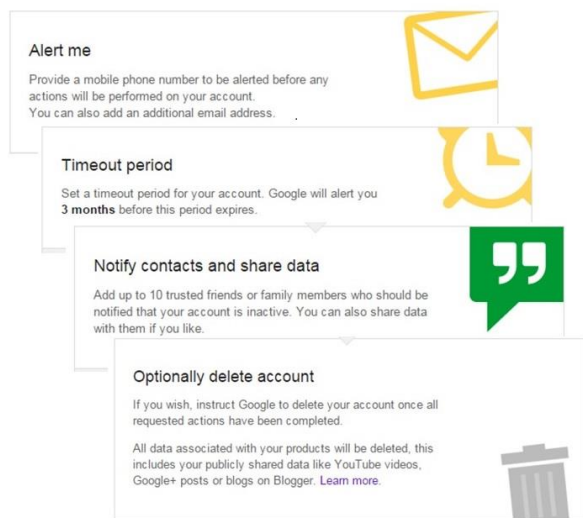 Alert me
Provide a mobile phone number to be alerted before any
actions will be performed on your account.
You can also add an additional email address.
Timeout period
Set a timeout period for your account. Google will alert you
3 months before this period expires.
Notify contacts and share data
Add up to 10 trusted friends or family members who should be
notified that your account is inactive. You can also share data
with them if you like.
Optionally delete account
If you wish, instruct Google to delete your account once all
requested actions have been completed.
All data associated with your products will be deleted, this
includes your publicly shared data like YouTube videos,
Google+ posts or blogs on Blogger. Learn more.